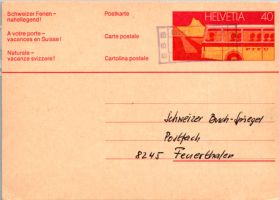 Schweizer Ferien –
naheliegend!
Postkarte
HELVETIA 40
A votre porte –
vacances en Suisse!
Carte postale
Naturale –
vacanze svizzere!
Cartolina postale
Schweizer Buch-Spiegel
Postfach
8245 Feuerthalen